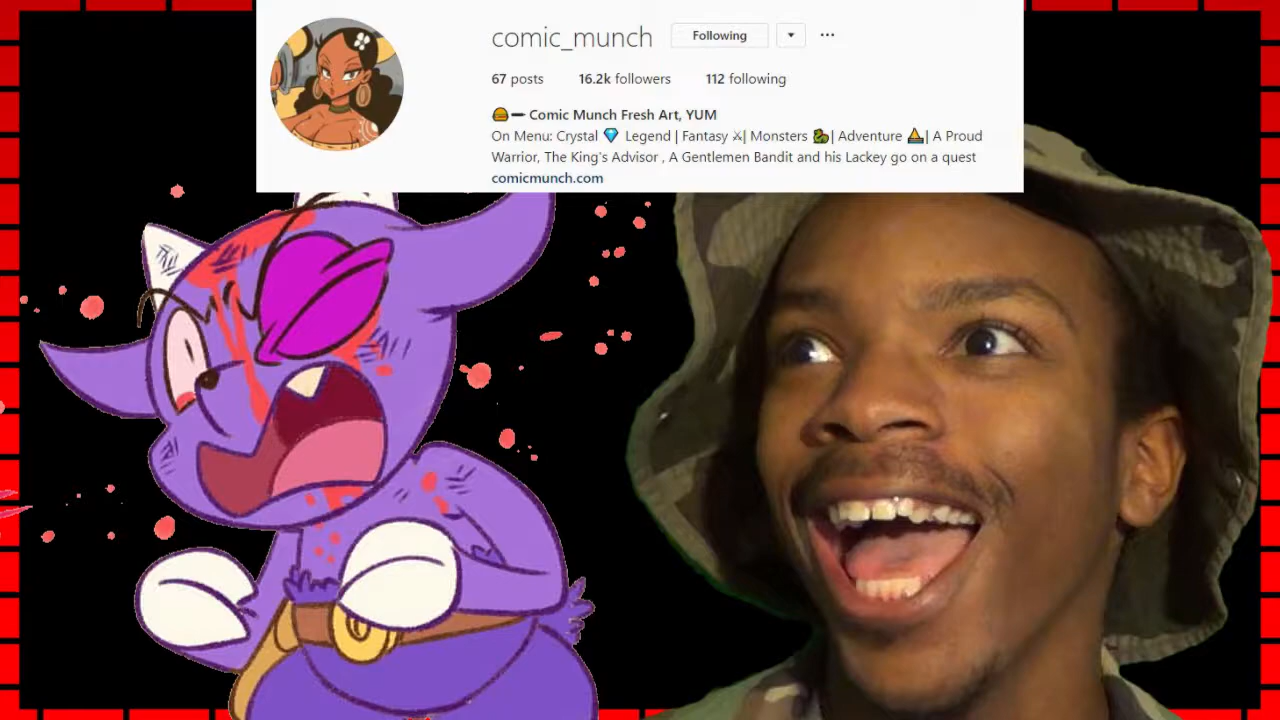 comic_munch Following
67 posts 16.2k followers 112 following
🍔➖ Comic Munch Fresh Art, YUM
On Menu: Crystal 💎 Legend | Fantasy ⚔| Monsters 🐍| Adventure ⛵| A Proud
Warrior, The King's Advisor , A Gentlemen Bandit and his Lackey go on a quest
comicmunch.com